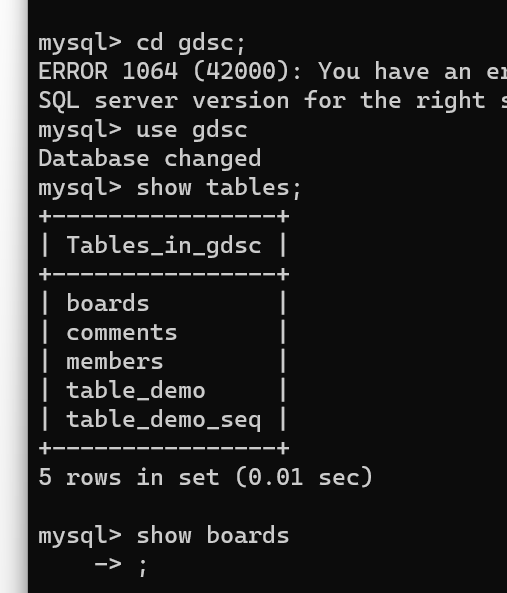 mysql> cd gdsc;
ERROR 1064 (42000): You have an
SQL server version for the right
mysql> use gdsc
Database changed
mysql> show tables;
+----------------+
| Tables_in_gdsc |
+----------------+
| boards         |
| comments       |
| members        |
| table_demo     |
| table_demo_seq |
+----------------+
5 rows in set (0.01 sec)
mysql> show boards
    -> ;